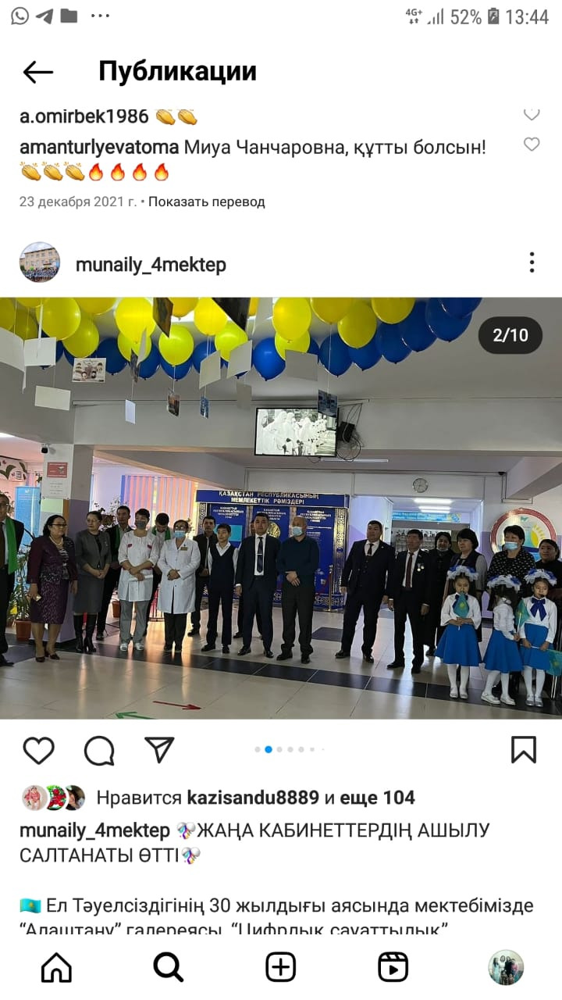 4G+ 52% 13:44
Публикации
a.omirbek1986 👏👏
amanturlyevatoma Миуа Чанчаровна, құтты болсын!
👏👏👏🔥🔥🔥🔥
23 декабря 2021 г. • Показать перевод
munaily_4mektep
2/10
ҚАЗАҚСТАН РЕСПУБЛИКАСЫНЫҢ
МЕМЛЕКЕТТІК РӘМІЗДЕРІ
Нравится kazisandu8889 и еще 104
munaily_4mektep 🎊ЖАҢА КАБИНЕТТЕРДІҢ АШЫЛУ
САЛТАНАТЫ ӨТТІ🎊
🇰🇿 Ел Тәуелсіздігінің 30 жылдығы аясында мектебімізде
“Алаштану” галереясы, “Цифрлық сауаттылық”